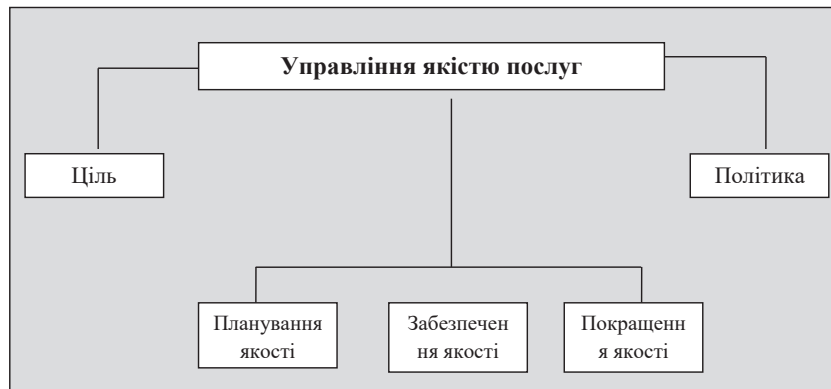 Управління якістю послуг
Ціль
Політика
Планування
якості
Забезпечен
ня якості
Покращенн
я якості